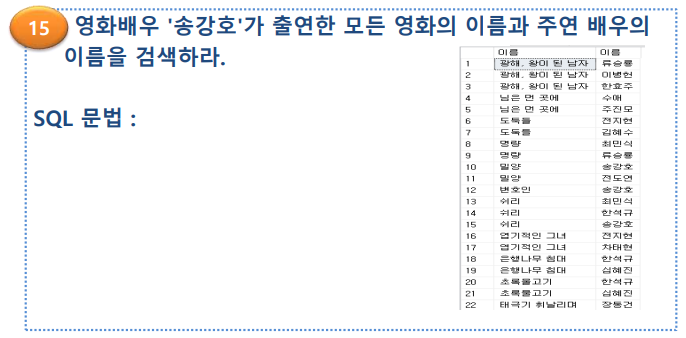 15 영화배우 '송강호'가 출연한 모든 영화의 이름과 주연 배우의
이름을 검색하라.
SQL 문법 :
이름 이름
1 광해, 왕이 된 남자 류승룡
2 광해, 왕이 된 남자 이병헌
3 광해, 왕이 된 남자 한효주
4 님은 먼 곳에 수애
5 님은 먼 곳에 주진모
6 도둑들 전지현
7 도둑들 김혜수
8 명량 최민식
9 명량 류승룡
10 밀양 송강호
11 밀양 전도연
12 변호인 송강호
13 쉬리 최민식
14 쉬리 한석규
15 쉬리 송강호
16 엽기적인 그녀 전지현
17 엽기적인 그녀 차태현
18 은행나무 침대 한석규
19 은행나무 침대 심혜진
20 초록물고기 한석규
21 초록물고기 심혜진
22 태극기 휘날리며 장동건